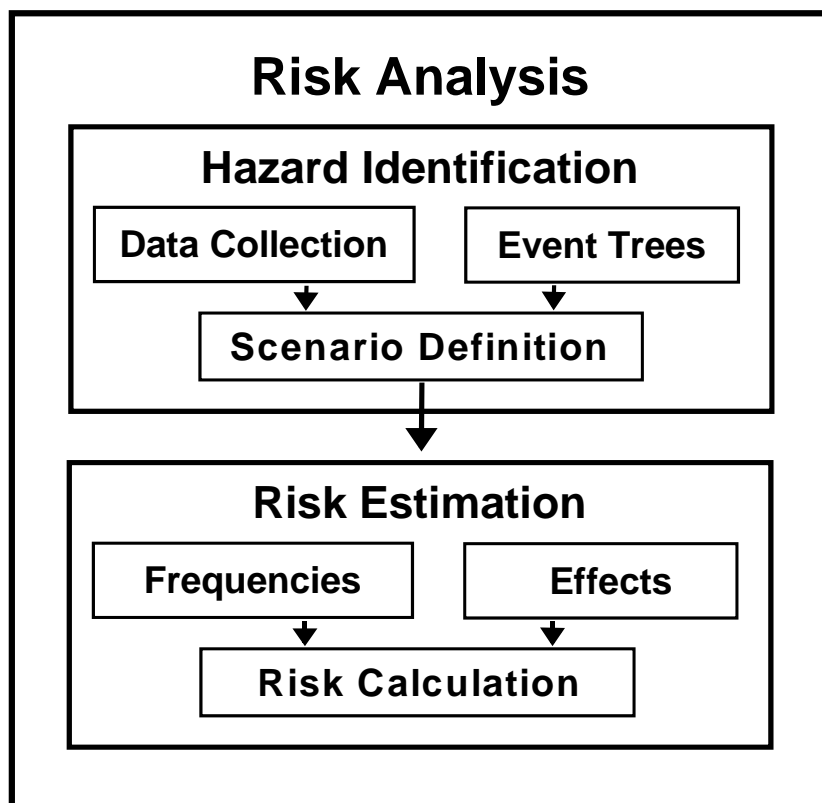 Risk Analysis
Hazard Identification
Data Collection
Event Trees
Scenario Definition
Risk Estimation
Frequencies
Effects
Risk Calculation